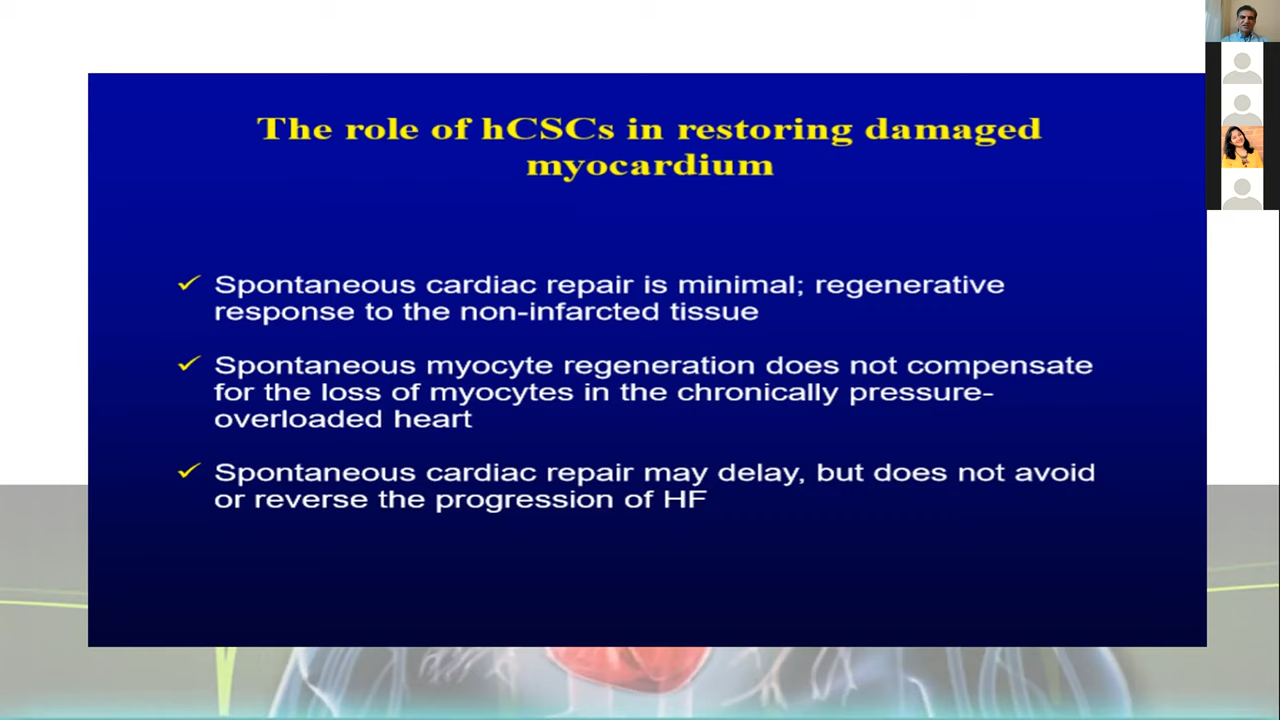 The role of hCSCs in restoring damaged
myocardium
✓ Spontaneous cardiac repair is minimal; regenerative
response to the non-infarcted tissue
✓ Spontaneous myocyte regeneration does not compensate
for the loss of myocytes in the chronically pressure-
overloaded heart
✓ Spontaneous cardiac repair may delay, but does not avoid
or reverse the progression of HF